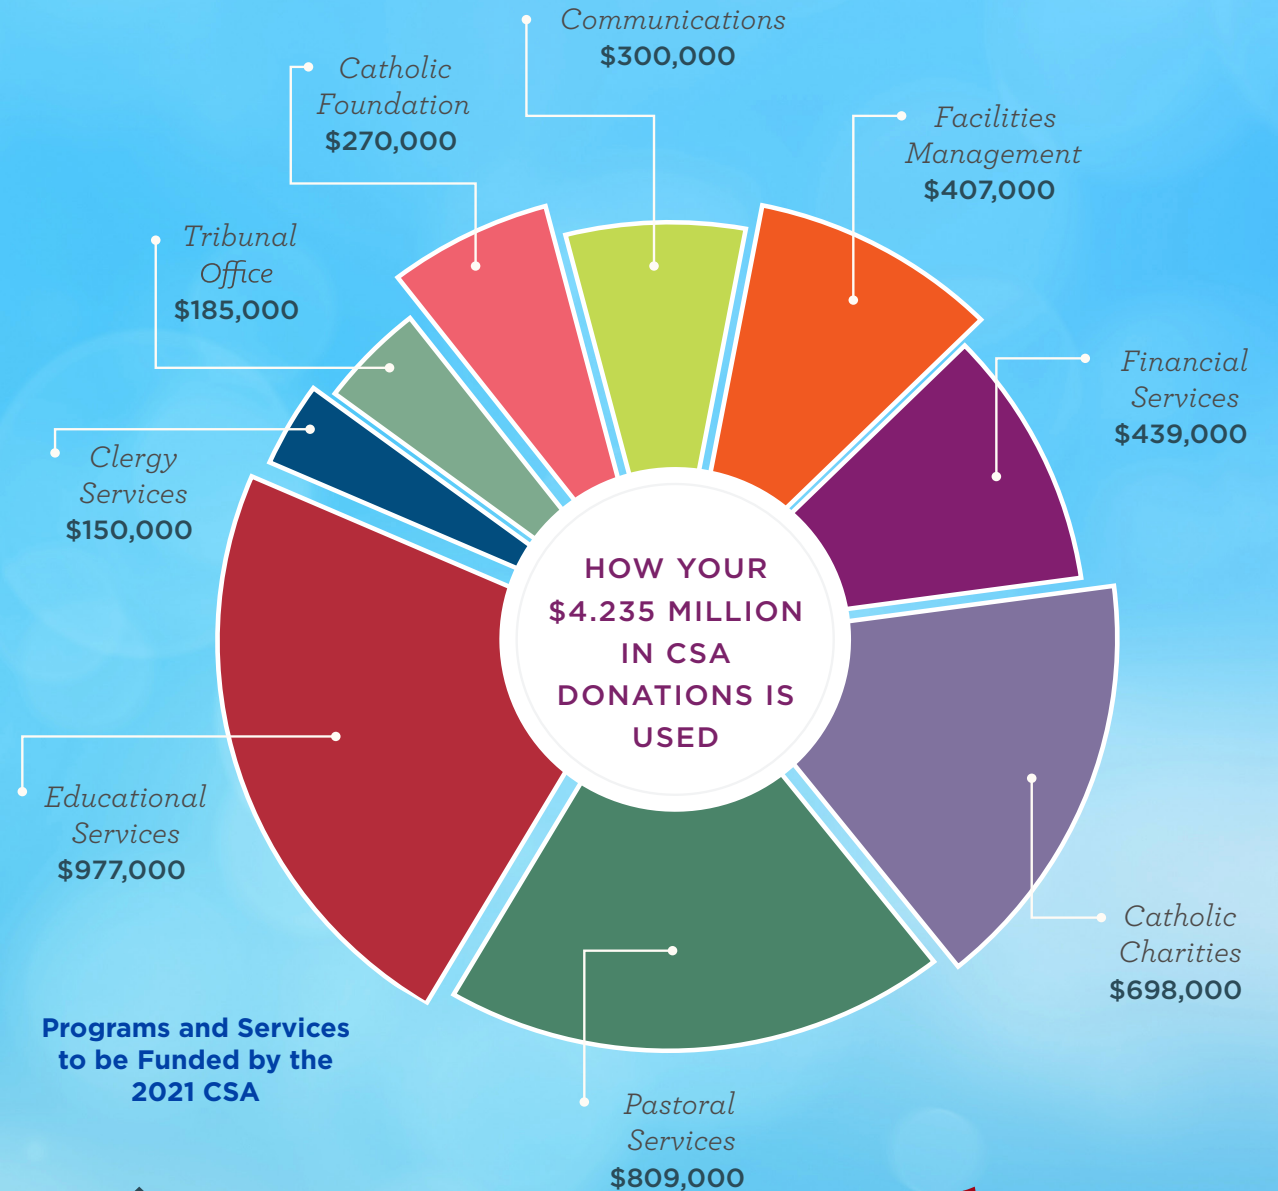 Communications
$300,000
Catholic
Foundation
$270,000
Facilities
Management
$407,000
Tribunal
Office
$185,000
Financial
Services
$439,000
Clergy
Services
$150,000
HOW YOUR
$4.235 MILLION
IN CSA
DONATIONS IS
USED
Educational
Services
$977,000
Catholic
Charities
$698,000
Programs and Services
to be Funded by the
2021 CSA
Pastoral
Services
$809,000